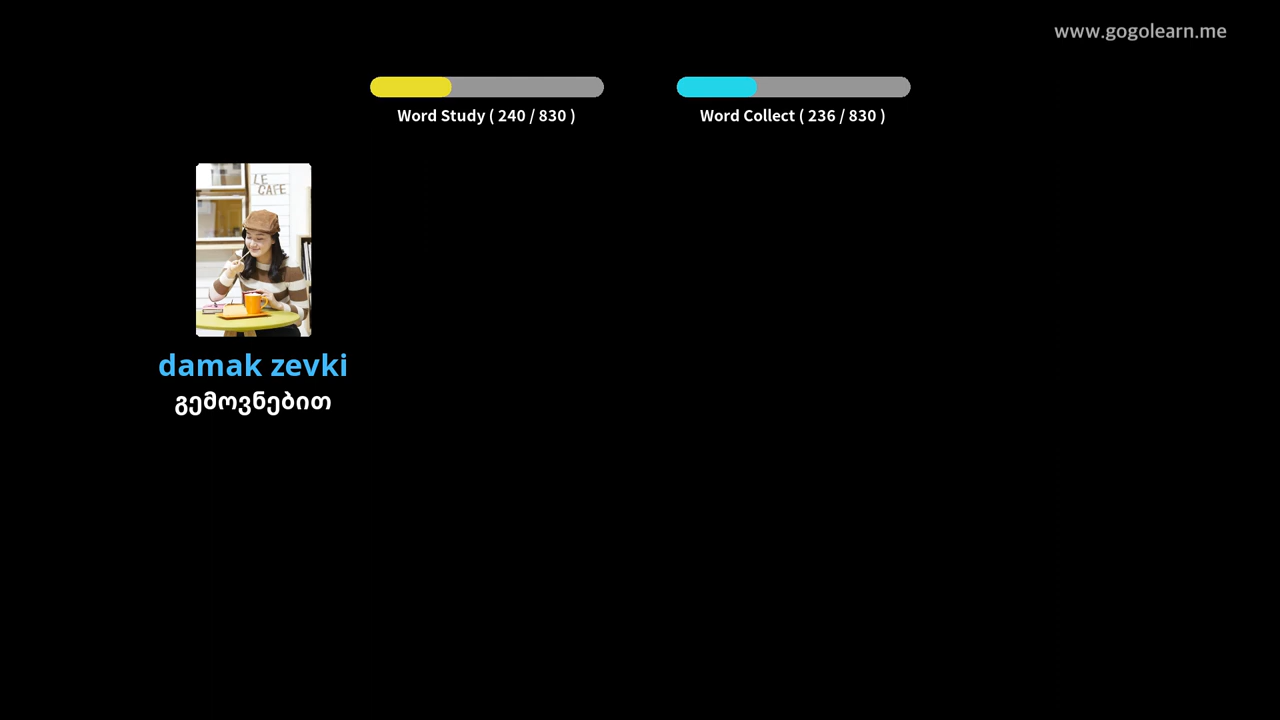 www.gogolearn.me
Word Study ( 240 / 830 )
Word Collect ( 236 / 830 )
LE
CAFE
damak zevki
გემოვნებით